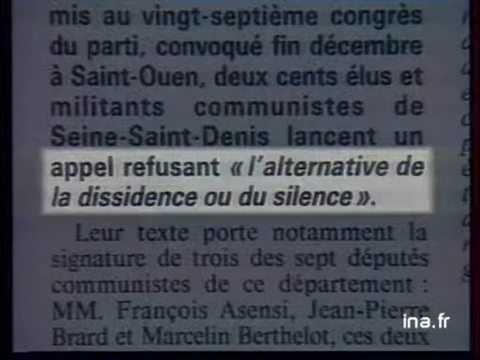 mis au vingt-septième congrès
du parti, convoqué fin décembre
à Saint-Ouen, deux cents élus et
militants communistes de
Seine-Saint-Denis lancent un
appel refusant « l'alternative de
la dissidence ou du silence ».
Leur texte porte notamment la
signature de trois des sept députés
communistes de ce département :
MM. François Asensi, Jean-Pierre
Brard et Marcelin Berthelot, ces deux
ina.fr